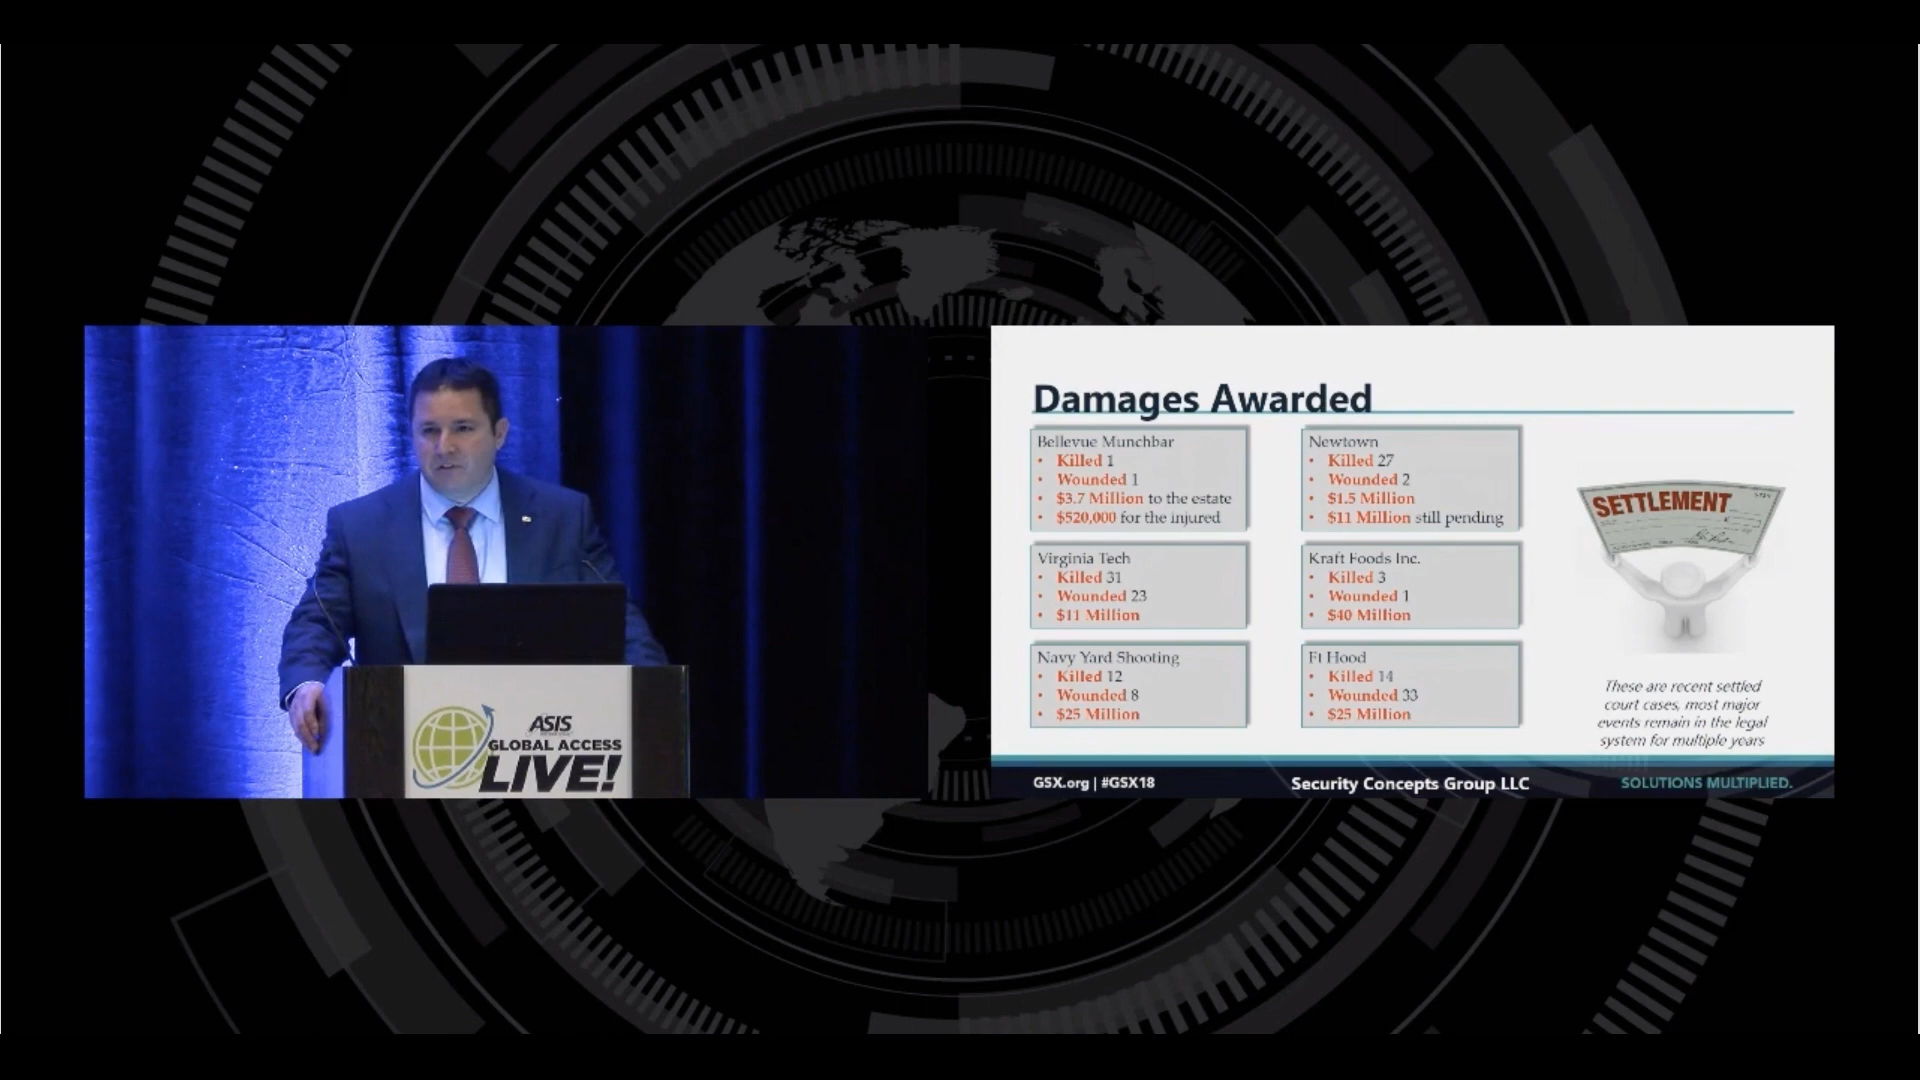 Damages Awarded
Bellevue Munchbar
• Killed 1
• Wounded 1
• $3.7 Million to the estate
• $520,000 for the injured
Newtown
• Killed 27
• Wounded 2
• $1.5 Million
• $11 Million still pending
Virginia Tech
• Killed 31
• Wounded 23
• $11 Million
Kraft Foods Inc.
• Killed 3
• Wounded 1
• $40 Million
Navy Yard Shooting
• Killed 12
• Wounded 8
• $25 Million
Ft Hood
• Killed 14
• Wounded 33
• $25 Million
SETTLEMENT
These are recent settled
court cases, most major
events remain in the legal
system for multiple years
GSX.org | #GSX18
Security Concepts Group LLC
SOLUTIONS MULTIPLIED.
ASIS
GLOBAL ACCESS
LIVE!